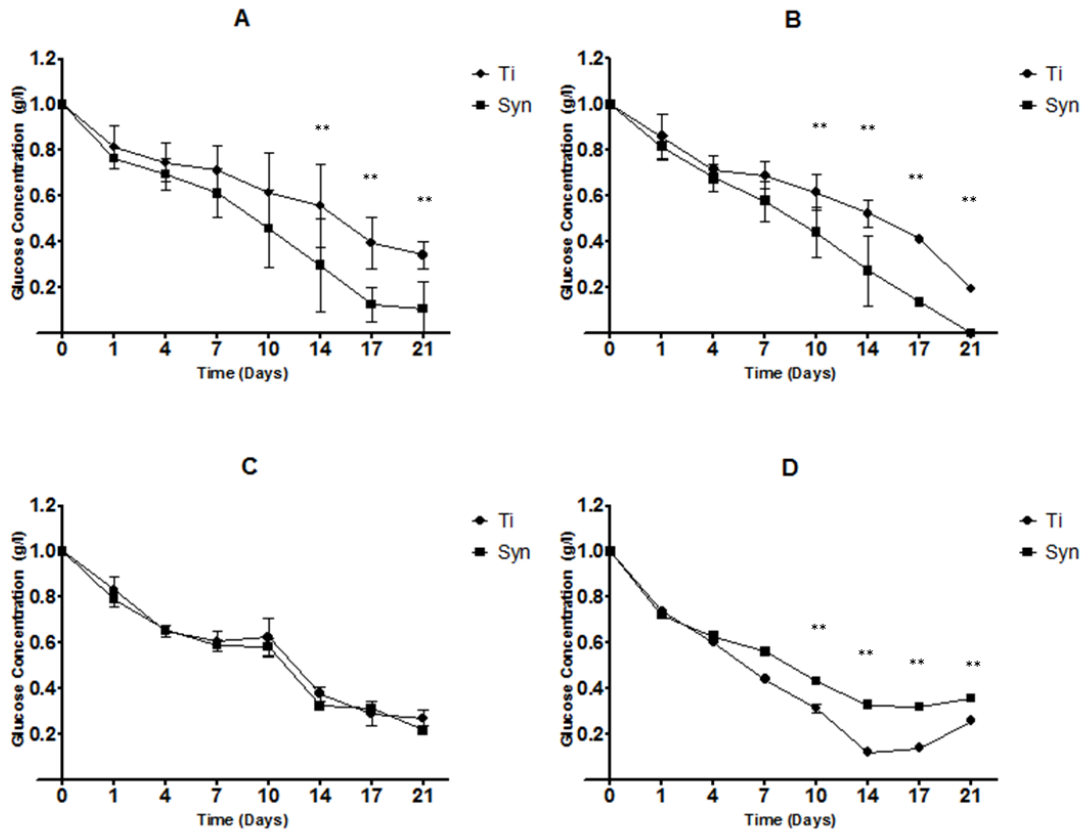 A
Glucose Concentration (g/l)
1.2
1.0
0.8
0.6
0.4
0.2
Ti
Syn
**
**
**
0 1 4 7 10 14 17 21
Time (Days)
B
Glucose Concentration (g/l)
1.2
1.0
0.8
0.6
0.4
0.2
Ti
Syn
** **
**
**
0 1 4 7 10 14 17 21
Time (Days)
C
Glucose Concentration (g/l)
1.2
1.0
0.8
0.6
0.4
0.2
Ti
Syn
0 1 4 7 10 14 17 21
Time (Days)
D
Glucose Concentration (g/l)
1.2
1.0
0.8
0.6
0.4
0.2
Ti
Syn
**
** ** **
0 1 4 7 10 14 17 21
Time (Days)